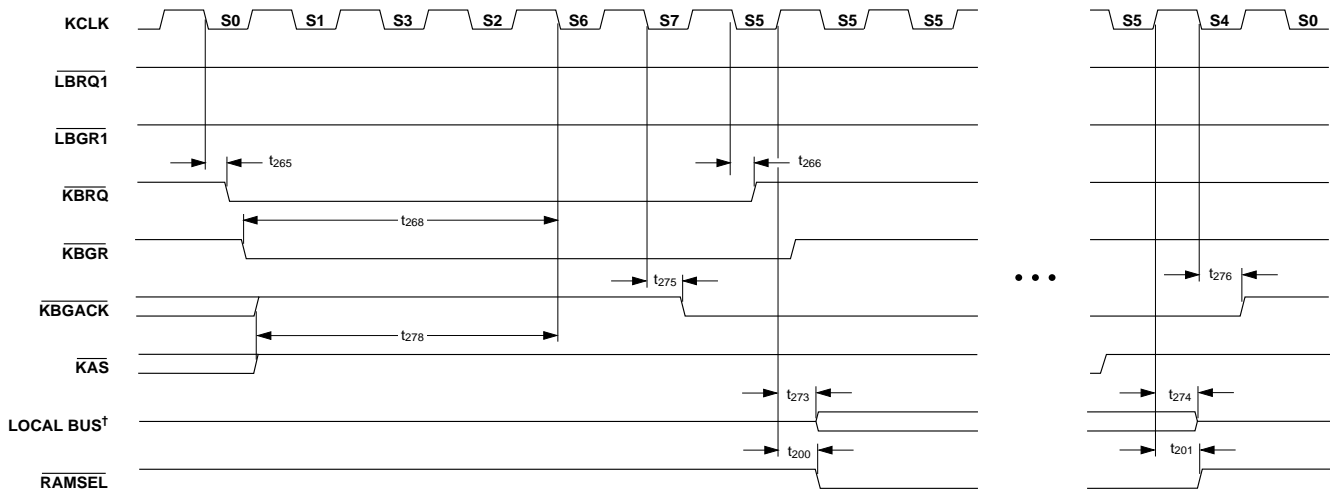 KCLK S0 S1 S3 S2 S6 S7 S5 S5 S5 S5 S4 S0
LBRQ1
LBGR1
t265 t266
KBRQ
t268
KBGR
t275 • • • t276
KBGACK
t278
KAS
t273 t274
LOCAL BUS†
t200 t201
RAMSEL